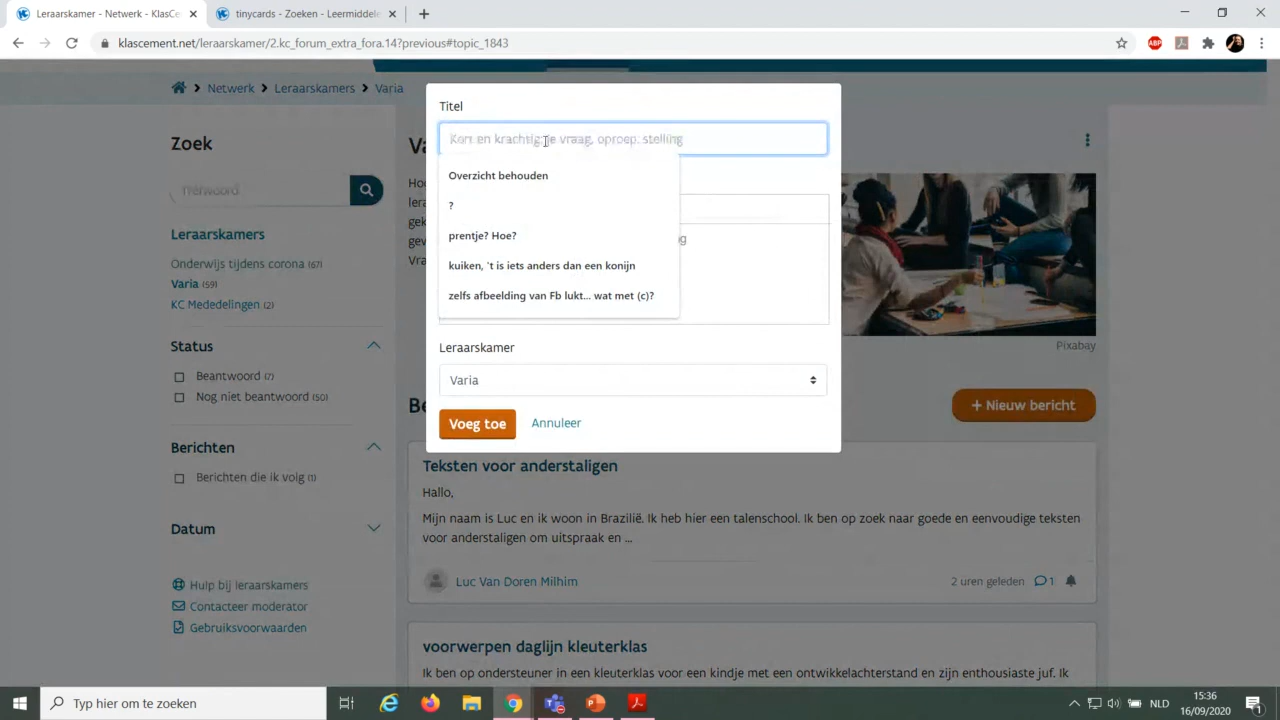 Leraarskamer - Netwerk - KlasCe
tinycards - Zoeken - Leermiddele
klascement.net/leraarskamer/2.kc_forum_extra_fora.14?previous#topic_1843
ABP
Netwerk > Leraarskamers > Varia
Zoek
Trefwoord
Leraarskamers
Onderwijs tijdens corona (67)
Varia (59)
KC Mededelingen (2)
Status
Beantwoord (7)
Nog niet beantwoord (50)
Berichten
Berichten die ik volg (1)
Datum
Hulp bij leraarskamers
Contacteer moderator
Gebruiksvoorwaarden
Titel
Kort en krachtig: je vraag, oproep, stelling
Overzicht behouden
?
prentje? Hoe?
kuiken, 't is iets anders dan een konijn
zelfs afbeelding van Fb lukt... wat met (c)?
Leraarskamer
Varia
Voeg toe
Annuleer
Pixabay
+ Nieuw bericht
Teksten voor anderstaligen
Hallo,
Mijn naam is Luc en ik woon in Brazilië. Ik heb hier een talenschool. Ik ben op zoek naar goede en eenvoudige teksten
voor anderstaligen om uitspraak en ...
Luc Van Doren Milhim
2 uren geleden 1
voorwerpen daglijn kleuterklas
Ik ben op ondersteuner in een kleuterklas voor een kindje met een ontwikkelachterstand en zijn enthousiaste juf. Ik
Typ hier om te zoeken
NLD
15:36
16/09/2020
1